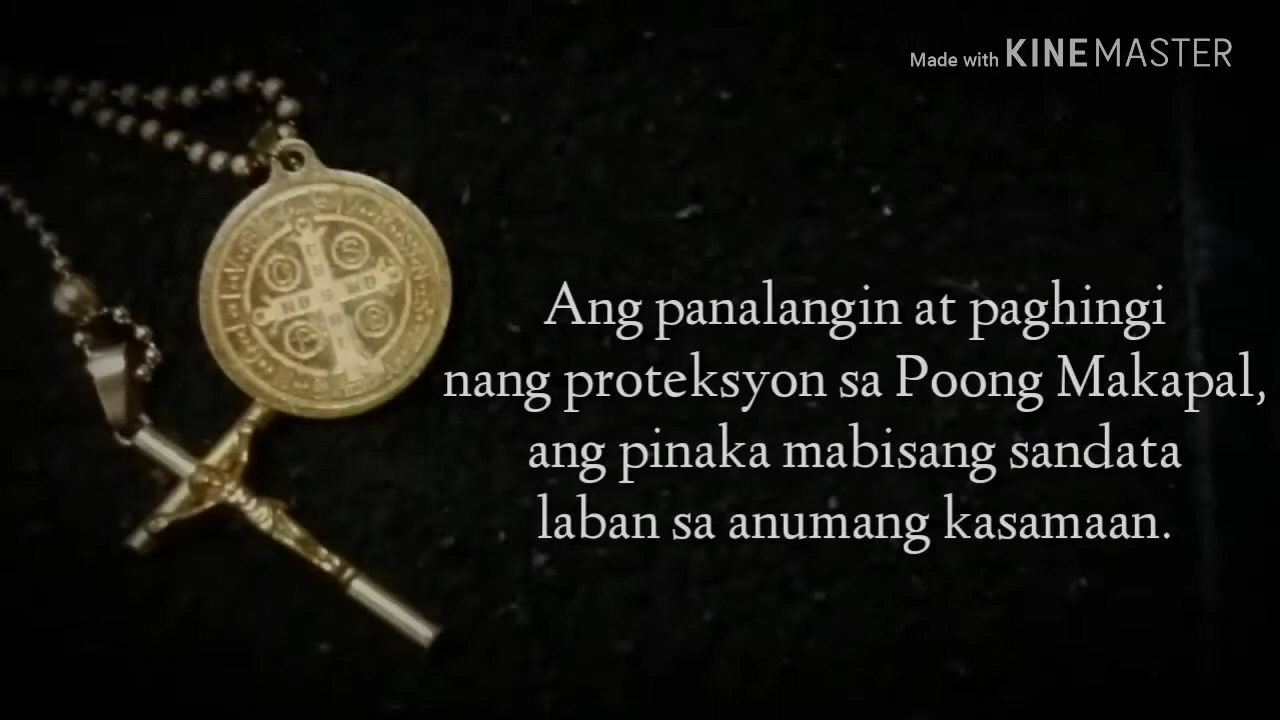 Made with KINEMASTER
Ang panalangin at paghingi
nang proteksyon sa Poong Makapal,
ang pinaka mabisang sandata
laban sa anumang kasamaan.